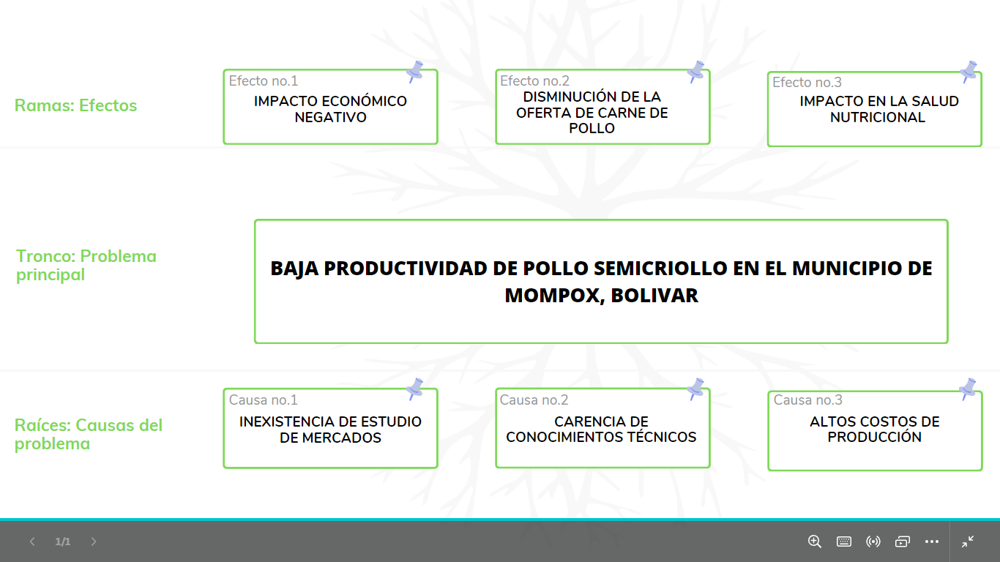 Efecto no.1
IMPACTO ECONÓMICO
NEGATIVO
Efecto no.2
DISMINUCIÓN DE LA
OFERTA DE CARNE DE
POLLO
Efecto no.3
IMPACTO EN LA SALUD
NUTRICIONAL
Ramas: Efectos
Tronco: Problema
principal
BAJA PRODUCTIVIDAD DE POLLO SEMICRIOLLO EN EL MUNICIPIO DE
MOMPOX, BOLIVAR
Raíces: Causas del
problema
Causa no.1
INEXISTENCIA DE ESTUDIO
DE MERCADOS
Causa no.2
CARENCIA DE
CONOCIMIENTOS TÉCNICOS
Causa no.3
ALTOS COSTOS DE
PRODUCCIÓN
1/1